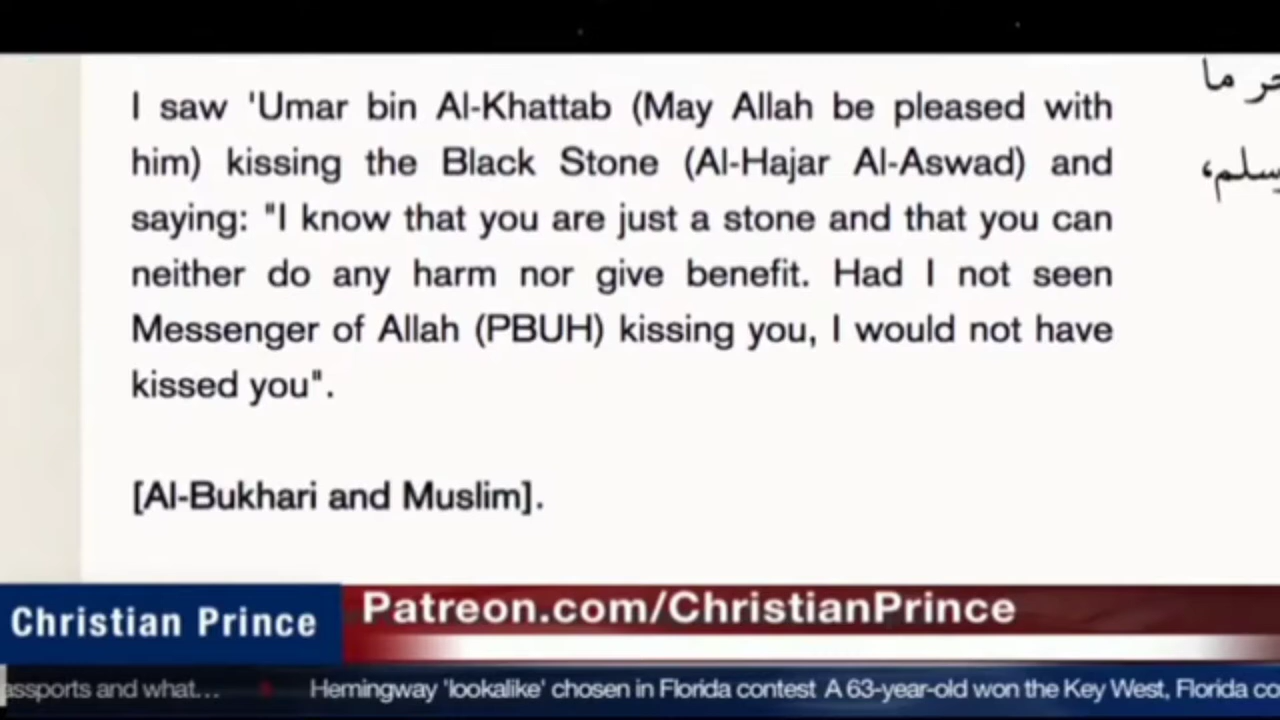 I saw 'Umar bin Al-Khattab (May Allah be pleased with
him) kissing the Black Stone (Al-Hajar Al-Aswad) and
saying: "I know that you are just a stone and that you can
neither do any harm nor give benefit. Had I not seen
Messenger of Allah (PBUH) kissing you, I would not have
kissed you".
[Al-Bukhari and Muslim].
ما
Christian Prince
Patreon.com/ChristianPrince
and what...
Hemingway 'lookalike' chosen in Florida contest A 63-year-old won the Key West, Florida